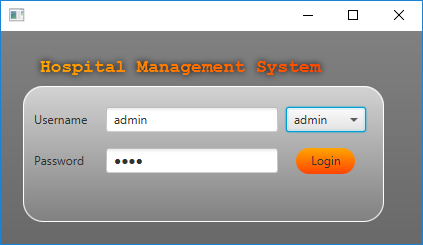 Hospital Management System
Username admin admin
Password ●●●● Login